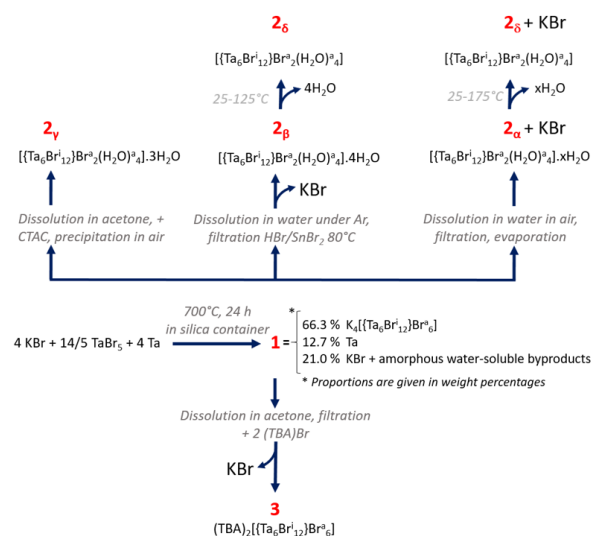 2δ
2δ + KBr
[{Ta6Brⁱ12}Brᵃ2(H2O)ᵃ4]
[{Ta6Brⁱ12}Brᵃ2(H2O)ᵃ4]
25-125°C
4H2O
25-175°C
xH2O
2γ
2β
2α + KBr
[{Ta6Brⁱ12}Brᵃ2(H2O)ᵃ4].3H2O
[{Ta6Brⁱ12}Brᵃ2(H2O)ᵃ4].4H2O
[{Ta6Brⁱ12}Brᵃ2(H2O)ᵃ4].xH2O
KBr
Dissolution in acetone, +
CTAC, precipitation in air
Dissolution in water under Ar,
filtration HBr/SnBr2 80°C
Dissolution in water in air,
filtration, evaporation
700°C, 24 h
in silica container
4 KBr + 14/5 TaBr5 + 4 Ta
1 =
*
66.3 % K4[{Ta6Brⁱ12}Brᵃ6]
12.7 % Ta
21.0 % KBr + amorphous water-soluble byproducts
* Proportions are given in weight percentages
Dissolution in acetone, filtration
+ 2 (TBA)Br
KBr
3
(TBA)2[{Ta6Brⁱ12}Brᵃ6]